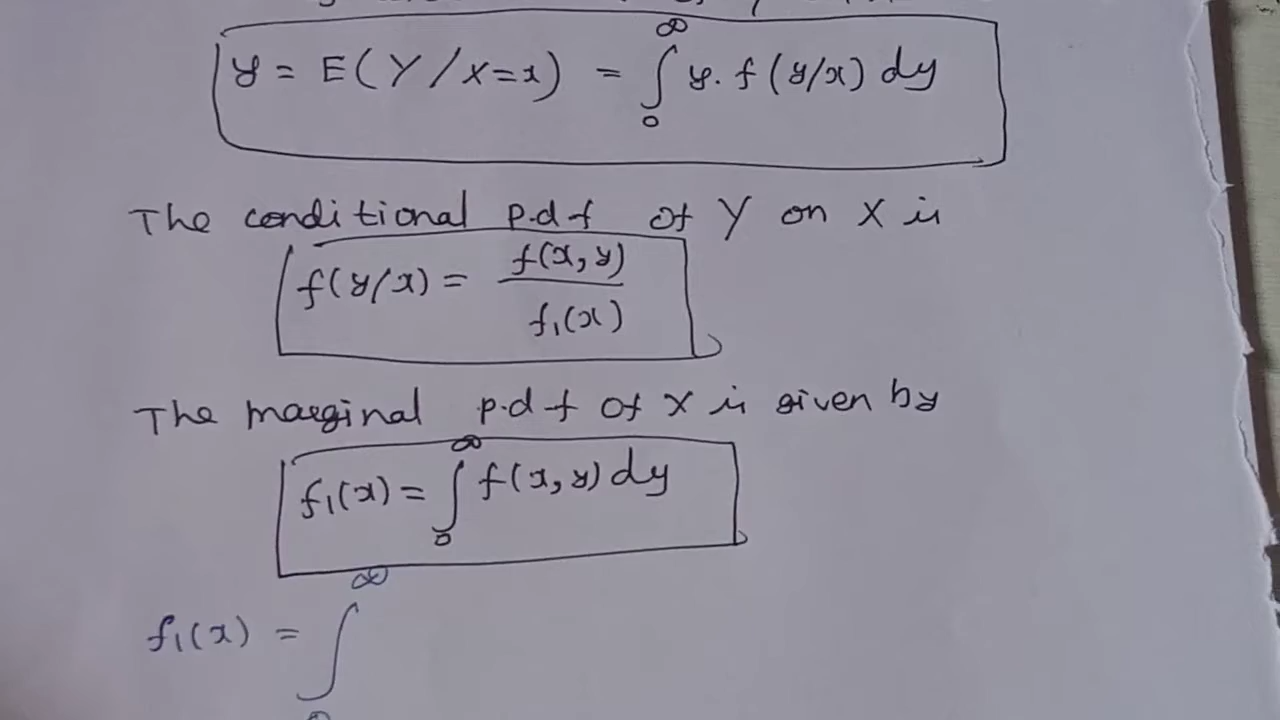 y = E(Y/X=x) = ∫₀^∞ y. f(y/x) dy
The conditional p.d.f of Y on X is
f(y/x) = f(x,y) / f₁(x)
The marginal p.d.f of X is given by
f₁(x) = ∫₀^∞ f(x,y) dy
f₁(x) = ∫₀^∞